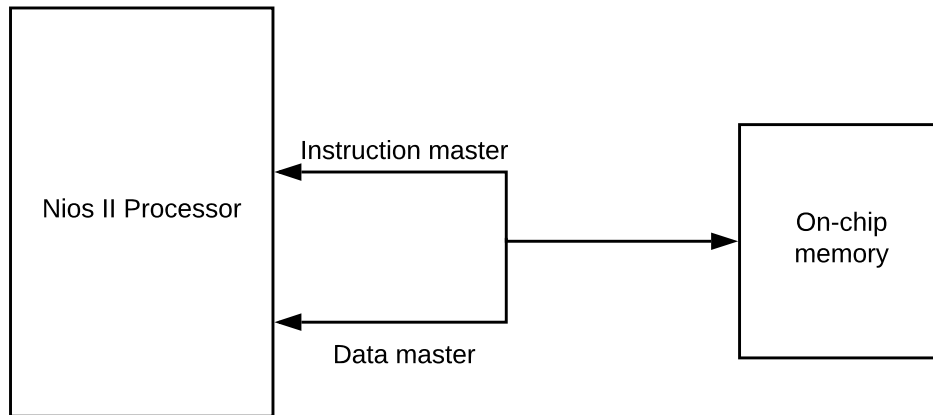 Instruction master
Nios II Processor
On-chip
memory
Data master